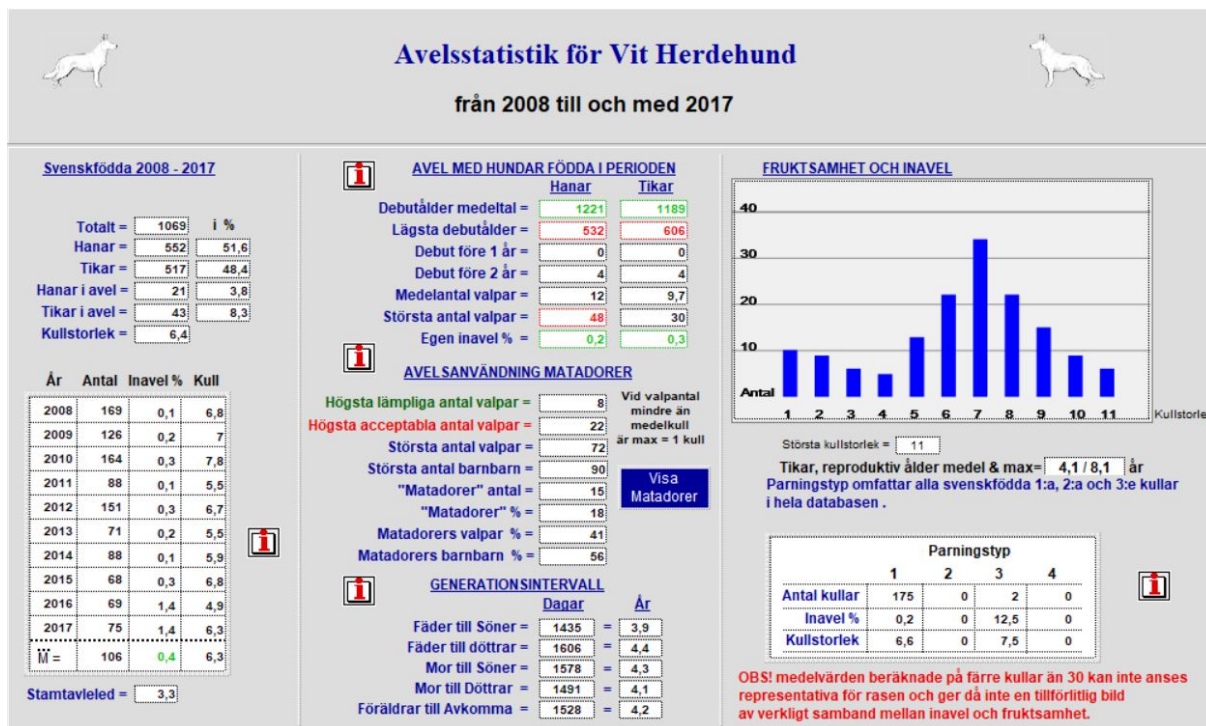 Avelsstatistik för Vit Herdehund
från 2008 till och med 2017
Svenskfödda 2008 - 2017
i %
Totalt = 1069
Hanar = 552 51,6
Tikar = 517 48,4
Hanar i avel = 21 3,8
Tikar i avel = 43 8,3
Kullstorlek = 6,4
År Antal Inavel % Kull
2008 169 0,1 6,8
2009 126 0,2 7
2010 164 0,3 7,8
2011 88 0,1 5,5
2012 151 0,3 6,7
2013 71 0,2 5,5
2014 88 0,1 5,9
2015 68 0,3 6,8
2016 69 1,4 4,9
2017 75 1,4 6,3
M = 106 0,4 6,3
Stamtavleled = 3,3
AVEL MED HUNDAR FÖDDA I PERIODEN
Hanar Tikar
Debutålder medeltal = 1221 1189
Lägsta debutålder = 532 606
Debut före 1 år = 0 0
Debut före 2 år = 4 4
Medelantal valpar = 12 9,7
Största antal valpar = 48 30
Egen inavel % = 0,2 0,3
AVELSANVÄNDNING MATADORER
Högsta lämpliga antal valpar = 8
Högsta acceptabla antal valpar = 22
Största antal valpar = 72
Största antal barnbarn = 90
"Matadorer" antal = 15
"Matadorer" % = 18
Matadorers valpar % = 41
Matadorers barnbarn % = 56
Vid valpantal
mindre än
medelkull
är max = 1 kull
Visa
Matadorer
GENERATIONSINTERVALL
Dagar År
Fäder till Söner = 1435 = 3,9
Fäder till döttrar = 1606 = 4,4
Mor till Söner = 1578 = 4,3
Mor till Döttrar = 1491 = 4,1
Föräldrar till Avkomma = 1528 = 4,2
FRUKTSAMHET OCH INAVEL
40
30
20
10
Antal
1 2 3 4 5 6 7 8 9 10 11 Kullstorlek
Största kullstorlek = 11
Tikar, reproduktiv ålder medel & max= 4,1 / 8,1 år
Parningstyp omfattar alla svenskfödda 1:a, 2:a och 3:e kullar
i hela databasen .
Parningstyp
1 2 3 4
Antal kullar 175 0 2 0
Inavel % 0,2 0 12,5 0
Kullstorlek 6,6 0 7,5 0
OBS! medelvärden beräknade på färre kullar än 30 kan inte anses
representativa för rasen och ger då inte en tillförlitlig bild
av verkligt samband mellan inavel och fruktsamhet.